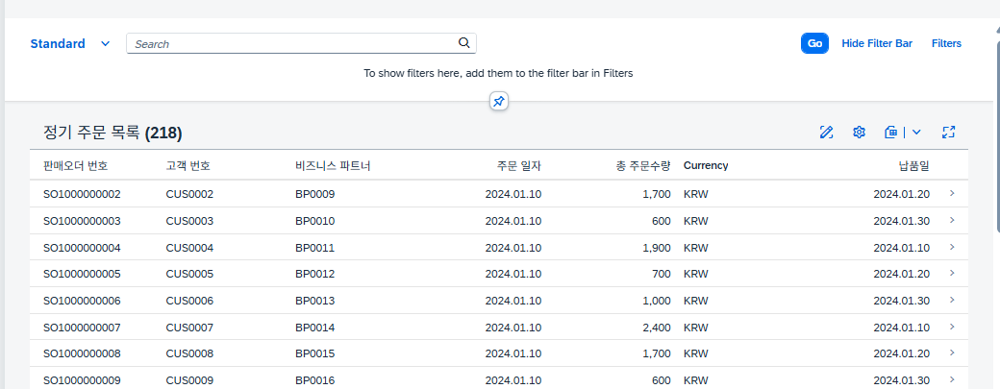 Standard Search Go Hide Filter Bar Filters
To show filters here, add them to the filter bar in Filters
정기 주문 목록 (218)
판매오더 번호 고객 번호 비즈니스 파트너 주문 일자 총 주문수량 Currency 납품일
SO1000000002 CUS0002 BP0009 2024.01.10 1,700 KRW 2024.01.20
SO1000000003 CUS0003 BP0010 2024.01.10 600 KRW 2024.01.30
SO1000000004 CUS0004 BP0011 2024.01.10 1,900 KRW 2024.01.10
SO1000000005 CUS0005 BP0012 2024.01.10 700 KRW 2024.01.20
SO1000000006 CUS0006 BP0013 2024.01.10 1,000 KRW 2024.01.30
SO1000000007 CUS0007 BP0014 2024.01.10 2,400 KRW 2024.01.10
SO1000000008 CUS0008 BP0015 2024.01.10 1,700 KRW 2024.01.20
SO1000000009 CUS0009 BP0016 2024.01.10 600 KRW 2024.01.30